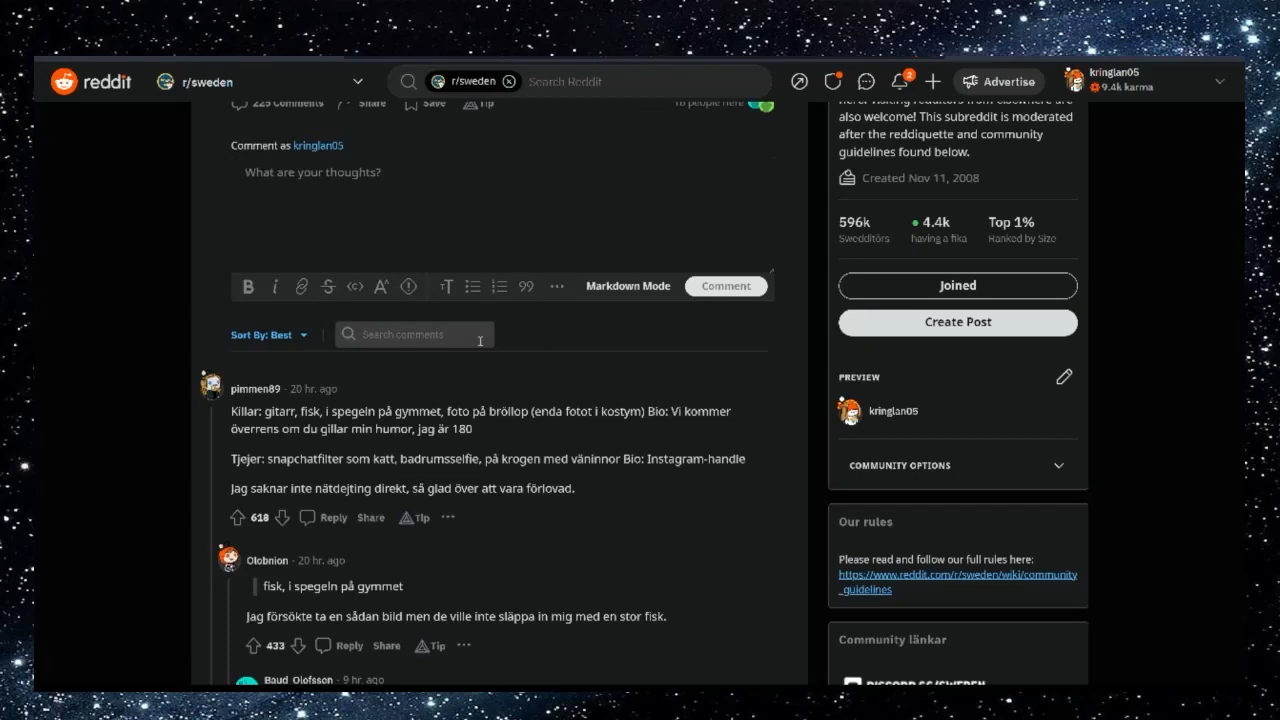 reddit
r/sweden
r/sweden
Search Reddit
2
Advertise
kringlan05
9.4k karma
Share
Save
Tip
Comment as kringlan05
What are your thoughts?
Markdown Mode
Comment
Sort By: Best
Search comments
pimmen89 · 20 hr. ago
Killar: gitarr, fisk, i spegeln på gymmet, foto på bröllop (enda fotot i kostym) Bio: Vi kommer
överrens om du gillar min humor, jag är 180
Tjejer: snapchatfilter som katt, badrumsselfie, på krogen med väninnor Bio: Instagram-handle
Jag saknar inte nätdejting direkt, så glad över att vara förlovad.
618 Reply Share Tip
Olobnion · 20 hr. ago
fisk, i spegeln på gymmet
Jag försökte ta en sådan bild men de ville inte släppa in mig med en stor fisk.
433 Reply Share Tip
Baud_Olofsson · 9 hr. ago
also welcome! This subreddit is moderated
after the reddiquette and community
guidelines found below.
Created Nov 11, 2008
596k
Swedditörs
4.4k
having a fika
Top 1%
Ranked by Size
Joined
Create Post
PREVIEW
kringlan05
COMMUNITY OPTIONS
Our rules
Please read and follow our full rules here:
https://www.reddit.com/r/sweden/wiki/community
_guidelines
Community länkar
DISCORD.GG/SWEDEN